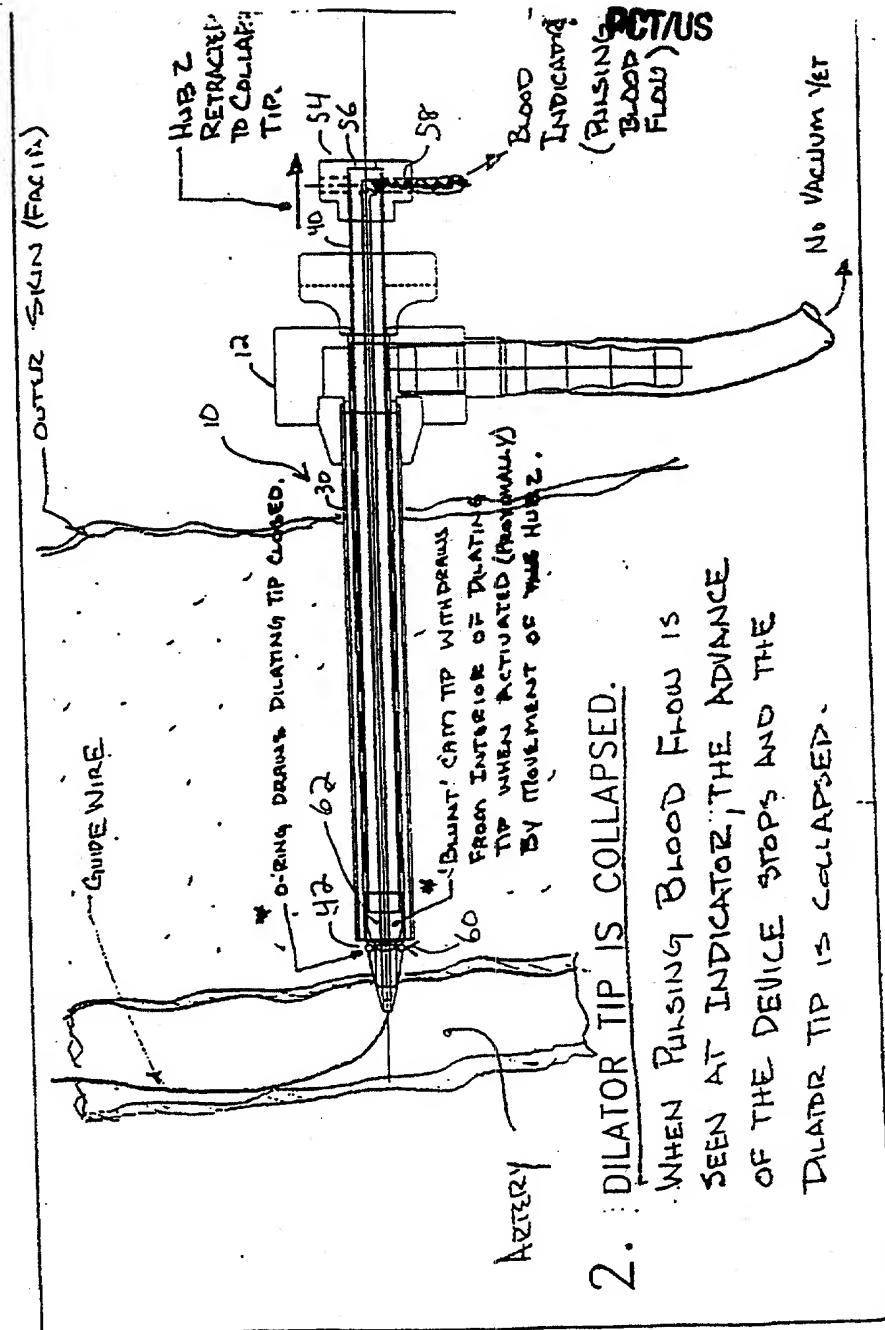 PCT/US
OUTER SKIN (FACIA)
HUB 2
RETRACTED
TO COLLAPSE
TIP.
54
56
58
40
12
10
30
BLOOD
INDICATOR
(PULSING
BLOOD
FLOW)
NO VACUUM YET
GUIDE WIRE
* O-RING DRAWS DILATING TIP CLOSED.
62
42
60
* 'BLUNT' CAM TIP WITHDRAWS
FROM INTERIOR OF DILATING
TIP WHEN ACTIVATED (PROXIMALLY)
BY MOVEMENT OF HUB 2.
ARTERY
2. DILATOR TIP IS COLLAPSED.
WHEN PULSING BLOOD FLOW IS
SEEN AT INDICATOR, THE ADVANCE
OF THE DEVICE STOPS AND THE
DILATOR TIP IS COLLAPSED.